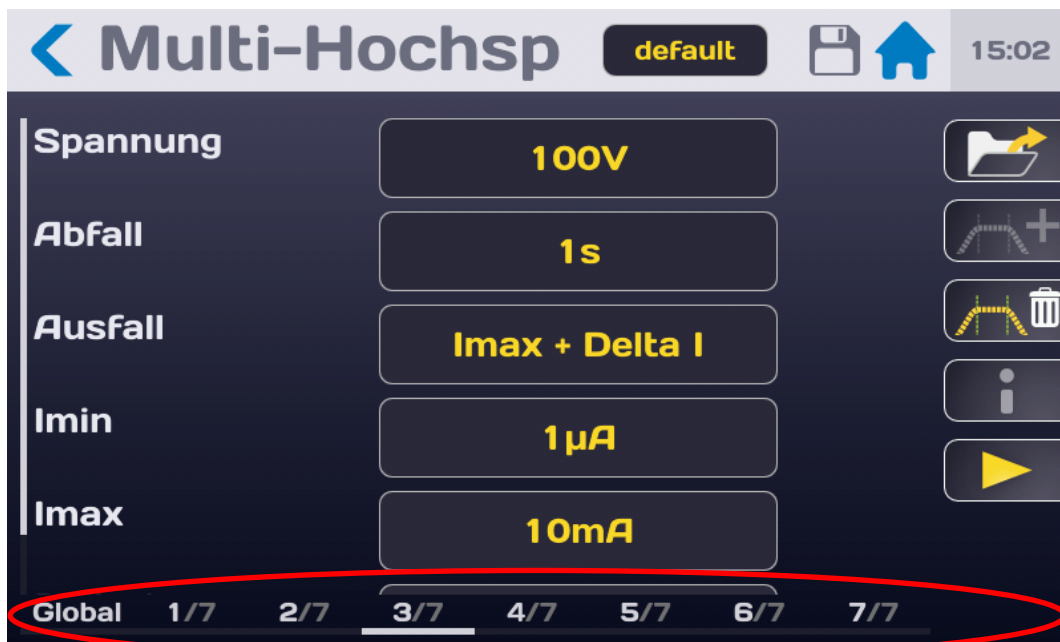 Multi-Hochsp default 15:02
Spannung 100V
Abfall 1s
Ausfall Imax + Delta I
Imin 1µA
Imax 10mA
Global 1/7 2/7 3/7 4/7 5/7 6/7 7/7